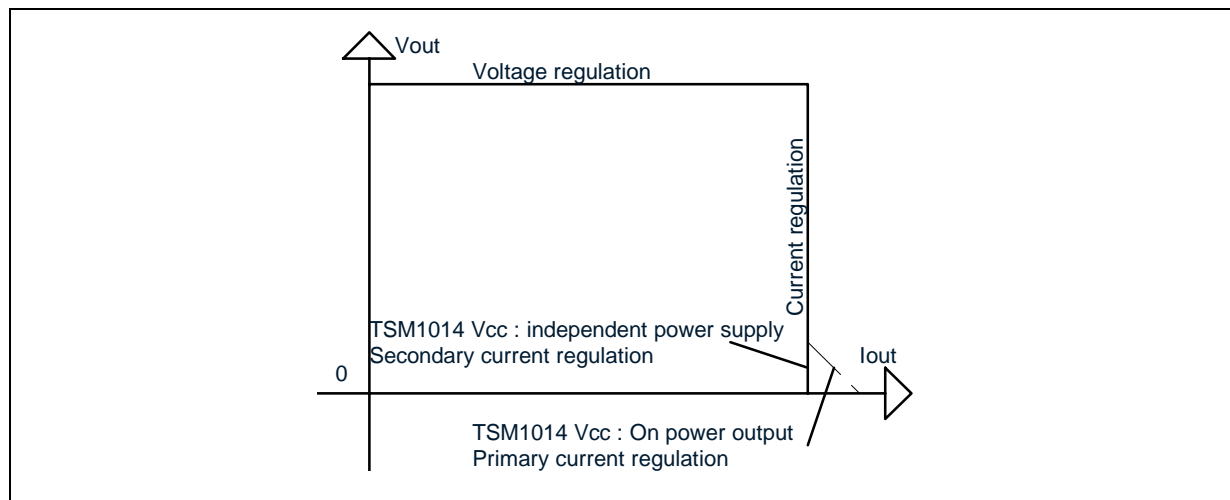 Vout
Voltage regulation
Current regulation
TSM1014 Vcc : independent power supply
Secondary current regulation
Iout
0
TSM1014 Vcc : On power output
Primary current regulation